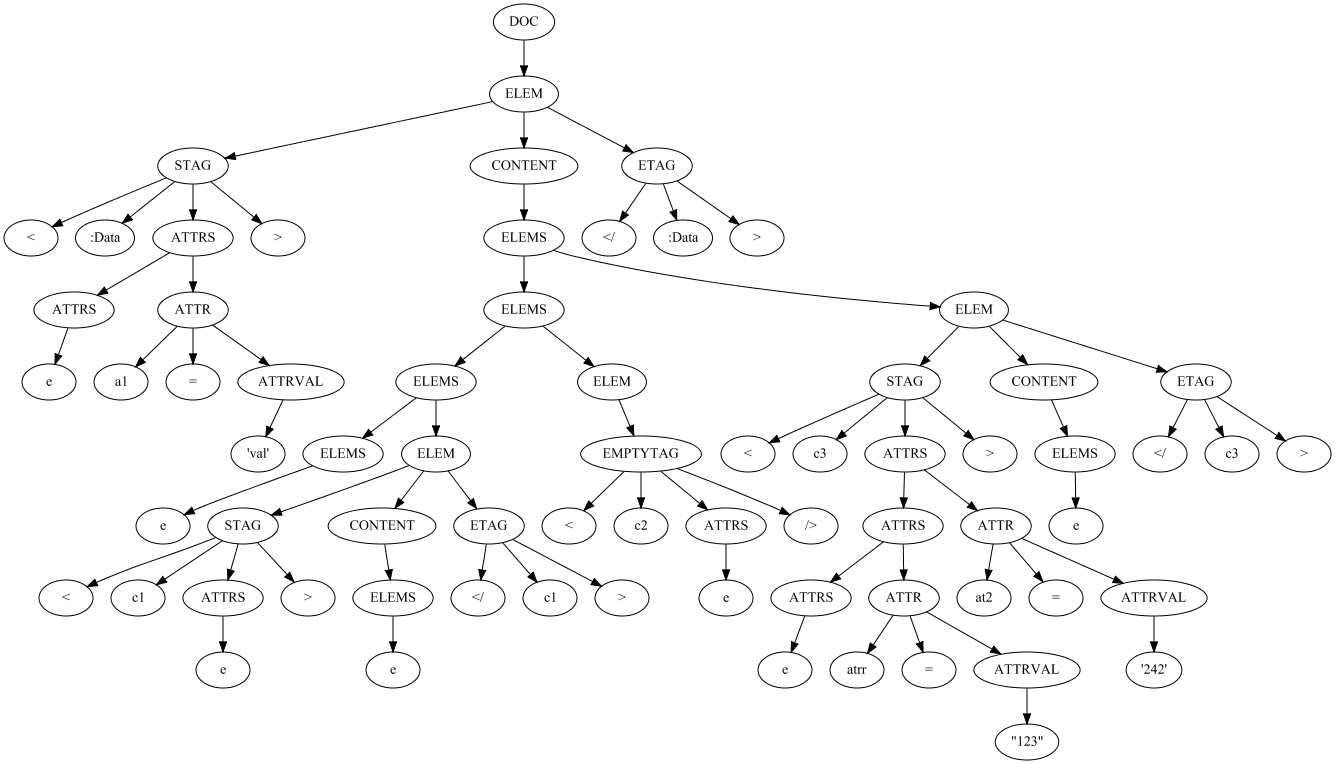 DOC
ELEM
STAG CONTENT ETAG
< :Data ATTRS > ELEMS </ :Data >
ATTRS ATTR ELEMS ELEM
e a1 = ATTRVAL ELEMS ELEM STAG CONTENT ETAG
'val' ELEMS ELEM EMPTYTAG < c3 ATTRS > ELEMS </ c3 >
e STAG CONTENT ETAG < c2 ATTRS /> ATTRS ATTR e
< c1 ATTRS > ELEMS </ c1 > e ATTRS ATTR at2 = ATTRVAL
e e e atrr = ATTRVAL '242'
"123"